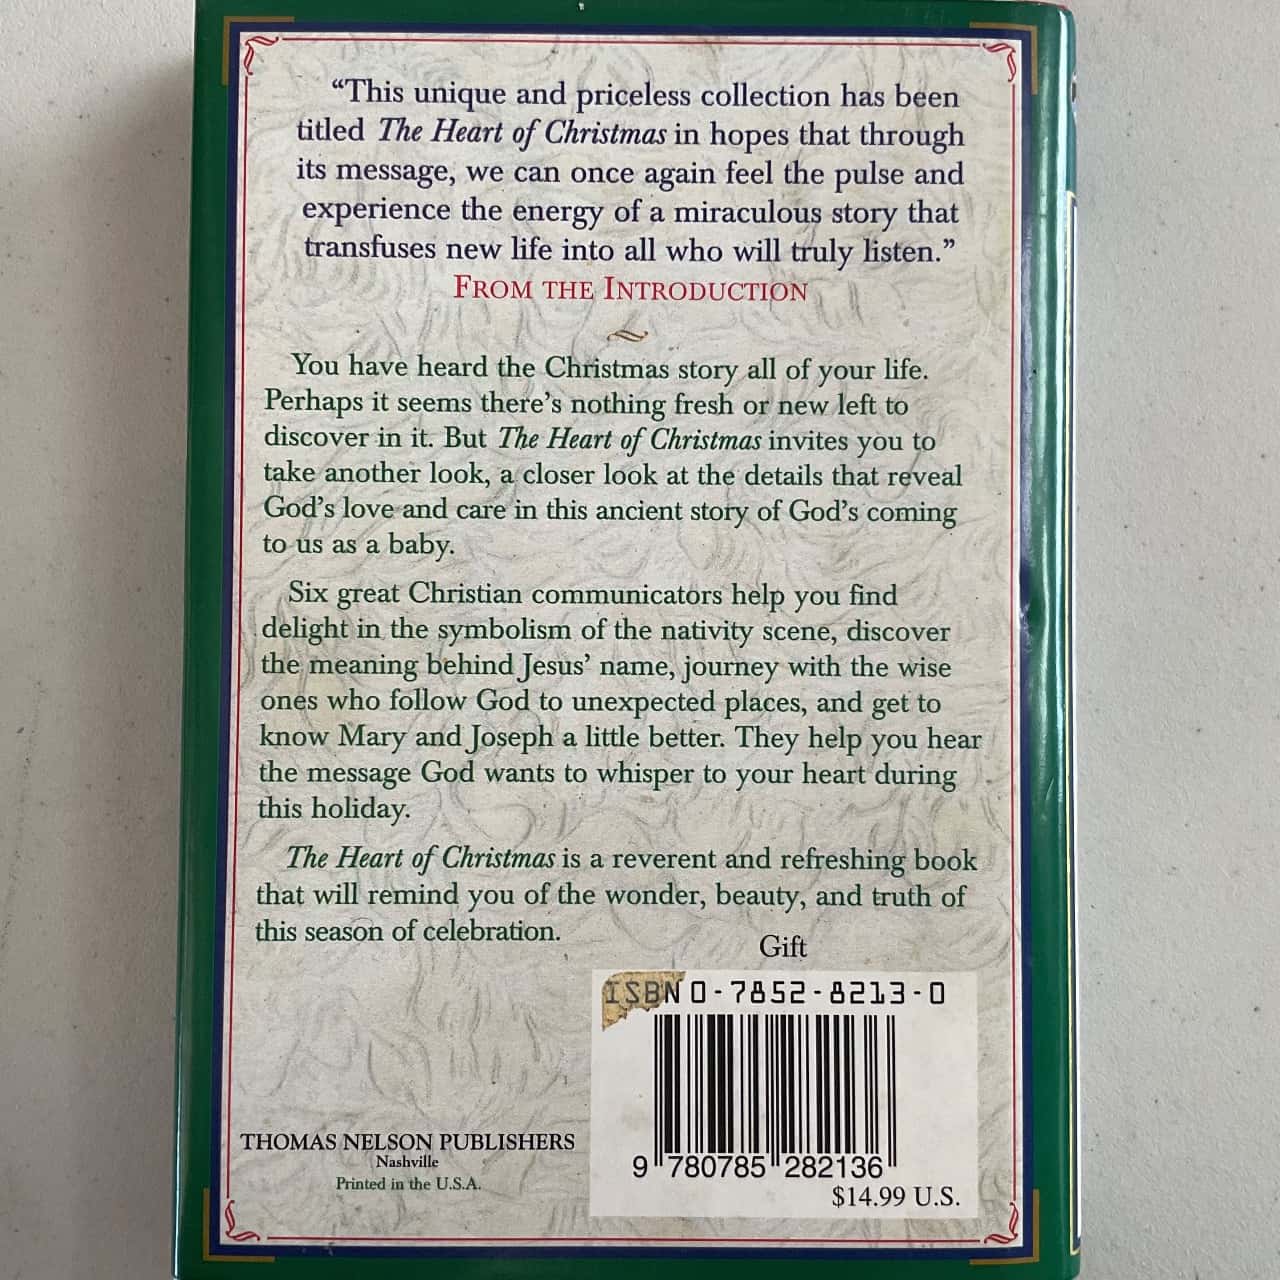 “This unique and priceless collection has been
titled The Heart of Christmas in hopes that through
its message, we can once again feel the pulse and
experience the energy of a miraculous story that
transfuses new life into all who will truly listen.”
FROM THE INTRODUCTION
You have heard the Christmas story all of your life.
Perhaps it seems there’s nothing fresh or new left to
discover in it. But The Heart of Christmas invites you to
take another look, a closer look at the details that reveal
God’s love and care in this ancient story of God’s coming
to us as a baby.
Six great Christian communicators help you find
delight in the symbolism of the nativity scene, discover
the meaning behind Jesus’ name, journey with the wise
ones who follow God to unexpected places, and get to
know Mary and Joseph a little better. They help you hear
the message God wants to whisper to your heart during
this holiday.
The Heart of Christmas is a reverent and refreshing book
that will remind you of the wonder, beauty, and truth of
this season of celebration.
Gift
ISBN 0-7852-8213-0
9 780785 282136
$14.99 U.S.
THOMAS NELSON PUBLISHERS
Nashville
Printed in the U.S.A.